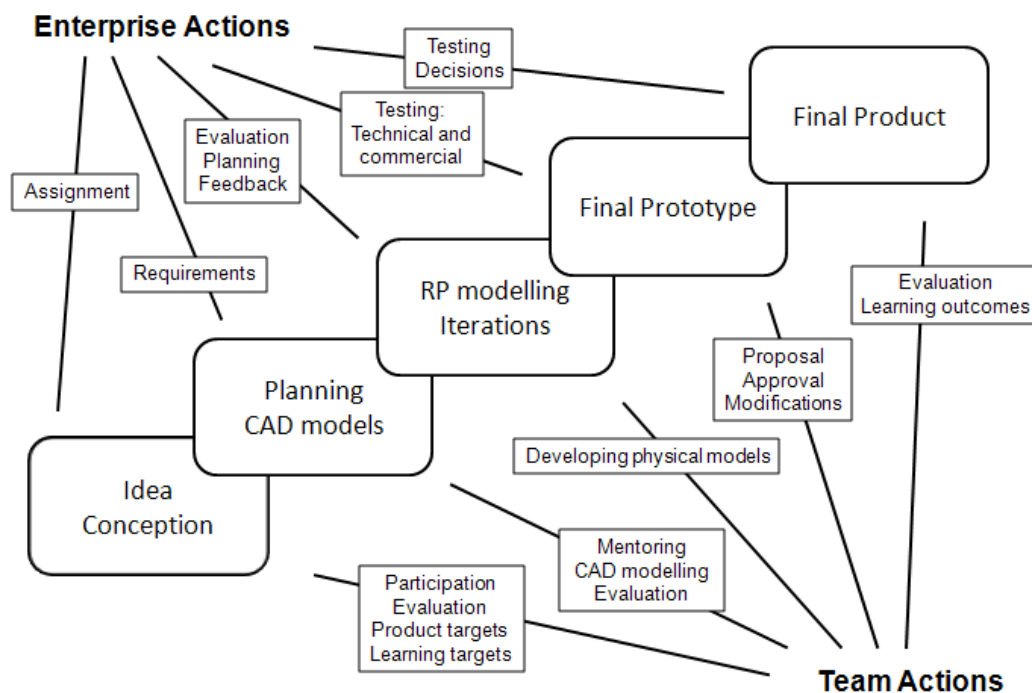 Enterprise Actions
Testing
Decisions
Final Product
Testing:
Technical and
commercial
Evaluation
Planning
Feedback
Assignment
Final Prototype
Requirements
RP modelling
Iterations
Evaluation
Learning outcomes
Planning
CAD models
Proposal
Approval
Modifications
Developing physical models
Idea
Conception
Mentoring
CAD modelling
Evaluation
Participation
Evaluation
Product targets
Learning targets
Team Actions